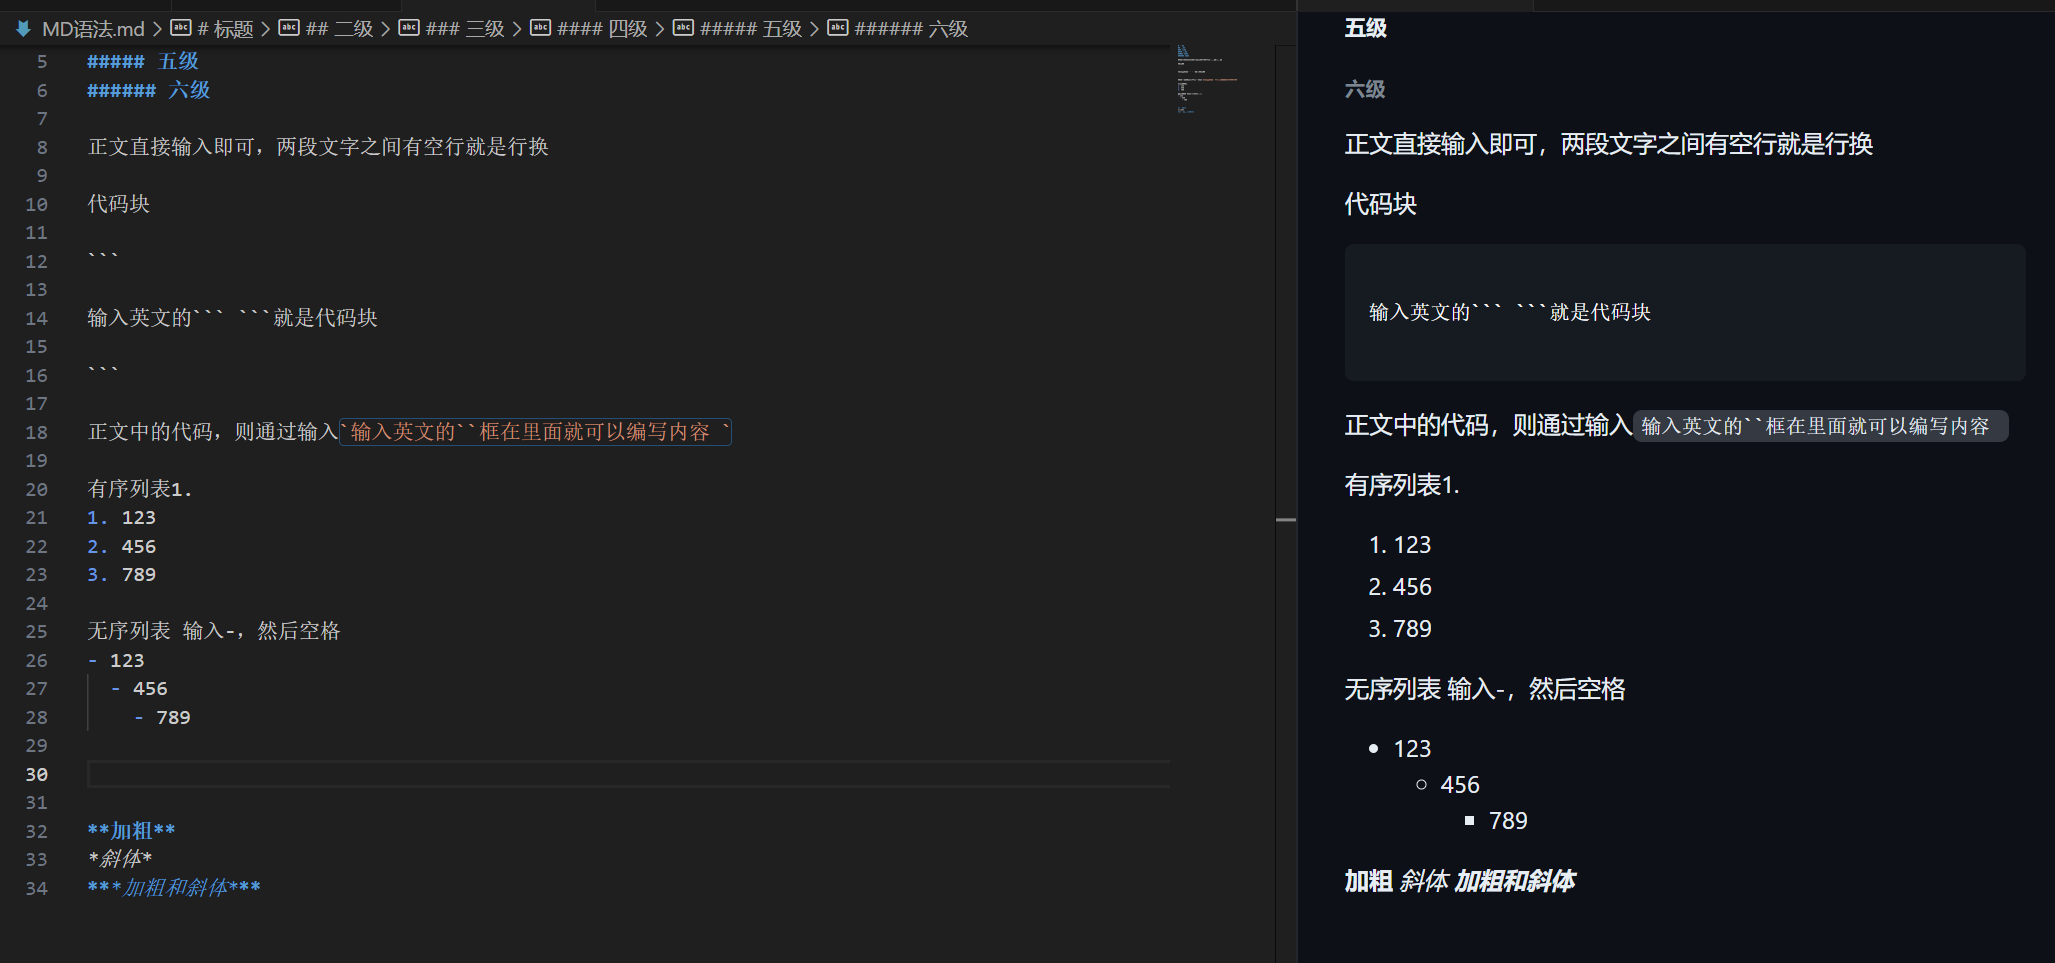 MD语法.md > # 标题 > ## 二级 > ### 三级 > #### 四级 > ##### 五级 > ###### 六级
5 ##### 五级
6 ###### 六级
7
8 正文直接输入即可，两段文字之间有空行就是行换
9
10 代码块
11
12 ```
13
14 输入英文的``` ```就是代码块
15
16 ```
17
18 正文中的代码，则通过输入`输入英文的``框在里面就可以编写内容 `
19
20 有序列表1.
21 1. 123
22 2. 456
23 3. 789
24
25 无序列表 输入-，然后空格
26 - 123
27   - 456
28     - 789
29
30
31
32 **加粗**
33 *斜体*
34 ***加粗和斜体***
五级
六级
正文直接输入即可，两段文字之间有空行就是行换
代码块
输入英文的``` ```就是代码块
正文中的代码，则通过输入 输入英文的``框在里面就可以编写内容
有序列表1.
1. 123
2. 456
3. 789
无序列表 输入-，然后空格
123
456
789
加粗 斜体 加粗和斜体